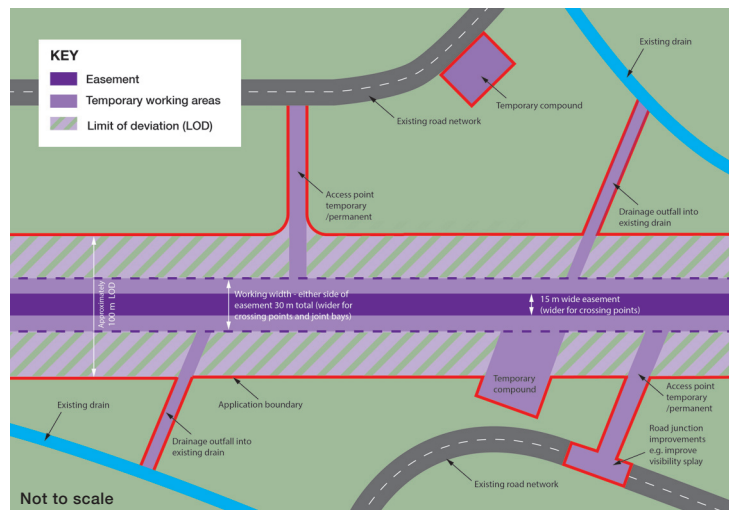 KEY
Easement
Temporary working areas
Limit of deviation (LOD)
Existing drain
Temporary compound
Existing road network
Access point
temporary
/permanent
Drainage outfall into
existing drain
Approximately
100 m LOD
Working width - either side of
easement 30 m total (wider for
crossing points and joint bays)
15 m wide easement
(wider for crossing points)
Temporary
compound
Access point
temporary
/permanent
Application boundary
Existing drain
Drainage outfall into
existing drain
Road junction
improvements
e.g. improve
visibility splay
Existing road network
Not to scale